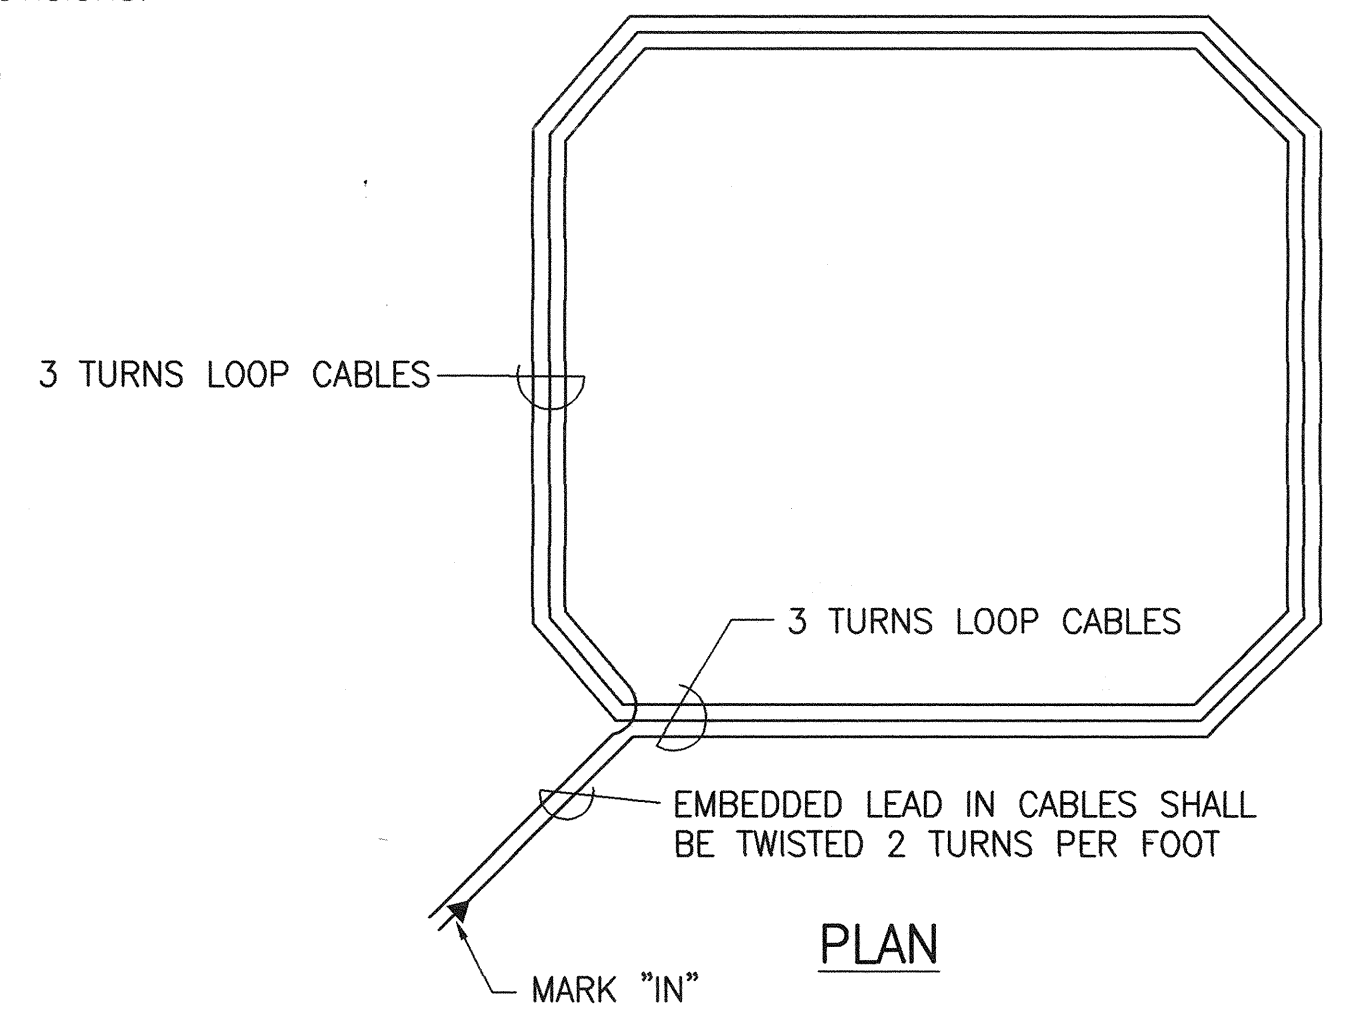 3 TURNS LOOP CABLES
3 TURNS LOOP CABLES
EMBEDDED LEAD IN CABLES SHALL
BE TWISTED 2 TURNS PER FOOT
PLAN
MARK "IN"